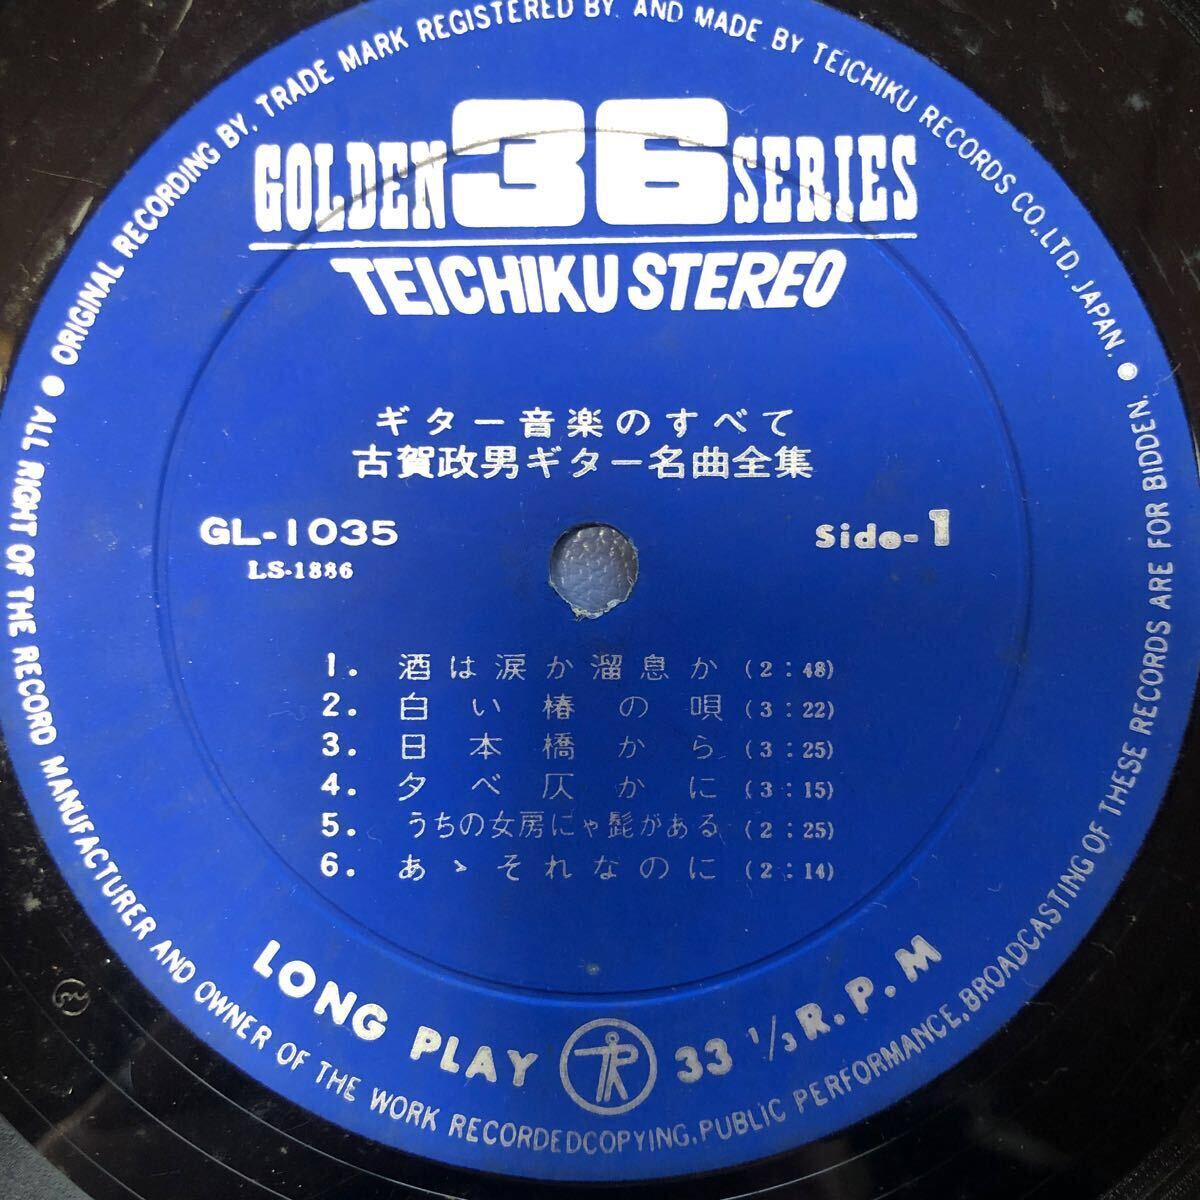 ORIGINAL RECORDING BY, TRADE MARK REGISTERED BY. AND MADE BY TEICHIKU RECORDS CO., LTD. JAPAN.
GOLDEN 36 SERIES
TEICHIKU STEREO
ギター音楽のすべて
古賀政男ギター名曲全集
GL-1035
Side-1
LS-1886
1. 酒は涙か溜息か (2:48)
2. 白い椿の唄 (3:22)
3. 日本橋から (3:25)
4. 夕べ仄かに (3:15)
5. うちの女房にゃ髭がある (2:25)
6. あゝそれなのに (2:14)
LONG PLAY TR 33 1/3 R.P.M
ALL RIGHT OF THE RECORD MANUFACTURER AND OWNER OF THE WORK RECORDEDCOPYING, PUBLIC PERFORMANCE, BROADCASTING OF THESE RECORDS ARE FOR BIDDEN.